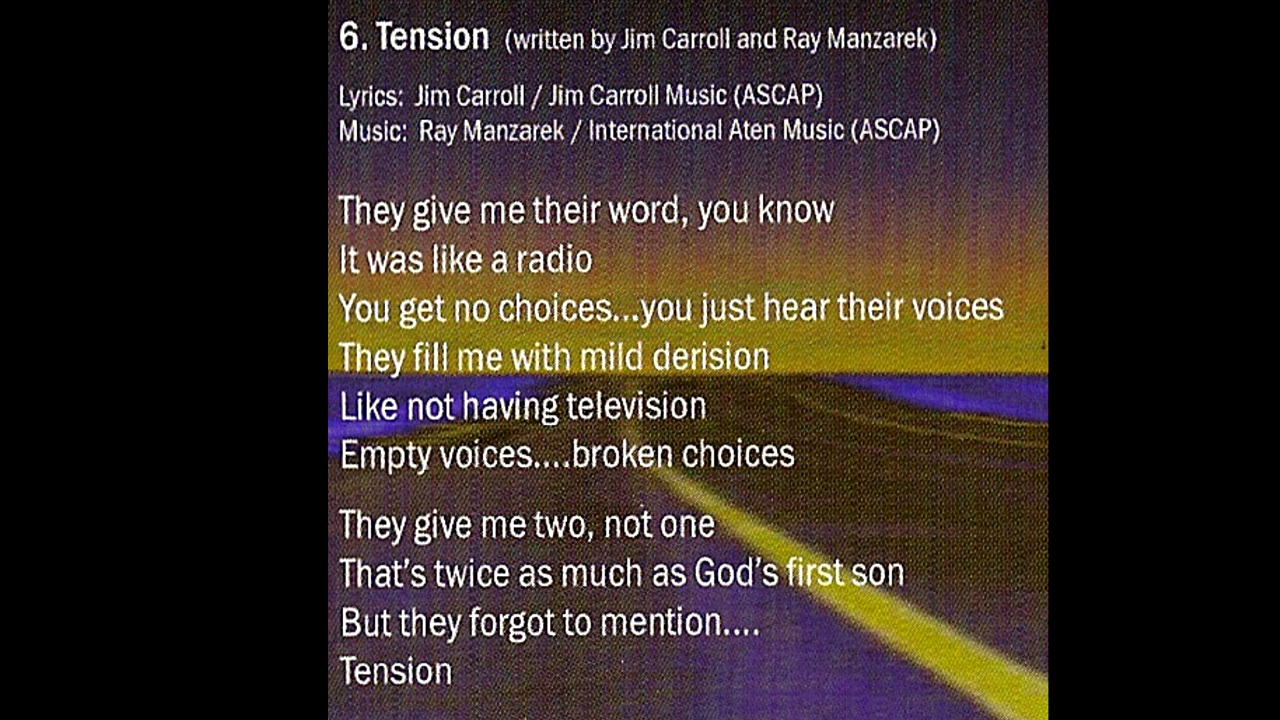 6. Tension (written by Jim Carroll and Ray Manzarek)
Lyrics: Jim Carroll / Jim Carroll Music (ASCAP)
Music: Ray Manzarek / International Aten Music (ASCAP)
They give me their word, you know
It was like a radio
You get no choices...you just hear their voices
They fill me with mild derision
Like not having television
Empty voices....broken choices
They give me two, not one
That's twice as much as God's first son
But they forgot to mention....
Tension